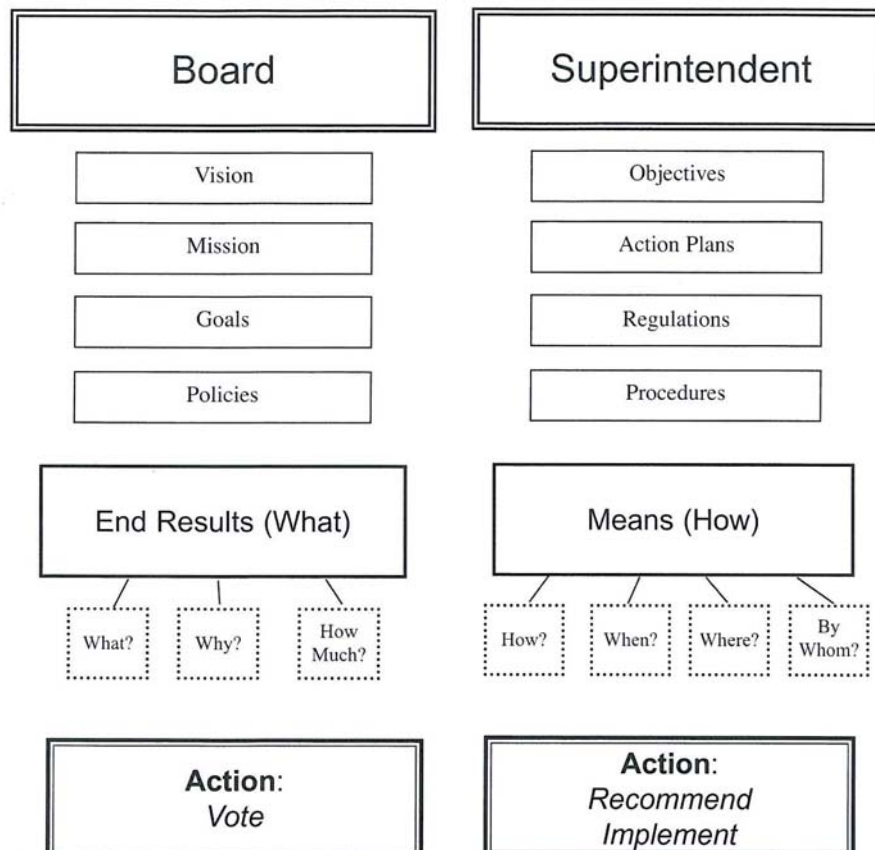 Board
Vision
Mission
Goals
Policies
End Results (What)
What?
Why?
How
Much?
Action:
Vote
Superintendent
Objectives
Action Plans
Regulations
Procedures
Means (How)
How?
When?
Where?
By
Whom?
Action:
Recommend
Implement